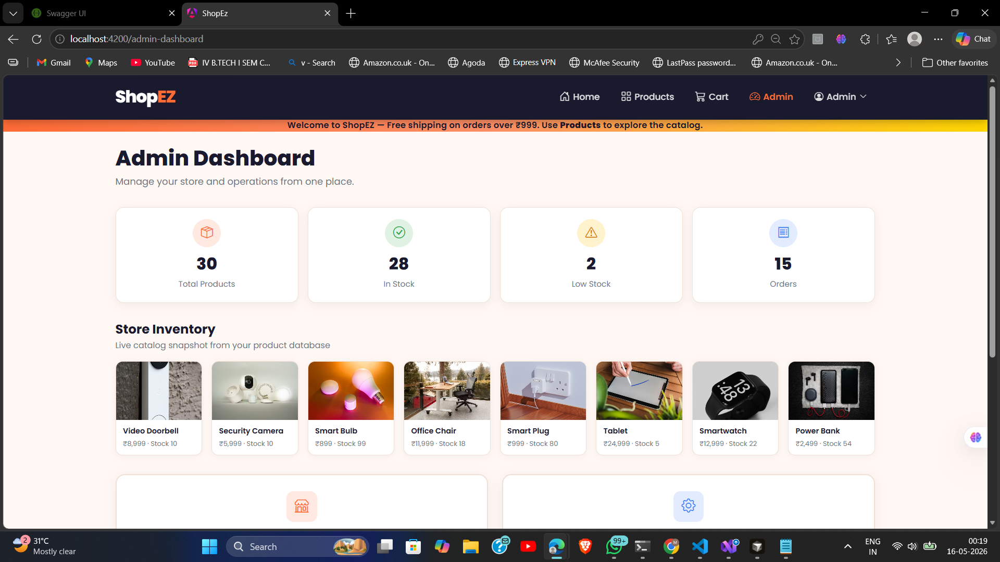 Swagger UI
ShopEz
localhost:4200/admin-dashboard
Chat
Gmail
Maps
YouTube
IV B.TECH I SEM C...
v - Search
Amazon.co.uk - On...
Agoda
Express VPN
McAfee Security
LastPass password...
Amazon.co.uk - On...
Other favorites
ShopEZ
Home
Products
Cart
Admin
Admin
Welcome to ShopEZ — Free shipping on orders over ₹999. Use Products to explore the catalog.
Admin Dashboard
Manage your store and operations from one place.
30
Total Products
28
In Stock
2
Low Stock
15
Orders
Store Inventory
Live catalog snapshot from your product database
13
:48
Video Doorbell
₹8,999 · Stock 10
Security Camera
₹5,999 · Stock 10
Smart Bulb
₹899 · Stock 99
Office Chair
₹11,999 · Stock 18
Smart Plug
₹999 · Stock 80
Tablet
₹24,999 · Stock 5
Smartwatch
₹12,999 · Stock 22
Power Bank
₹2,499 · Stock 54
2
31°C
Mostly clear
Search
99+
M
ENG
IN
00:19
16-05-2026